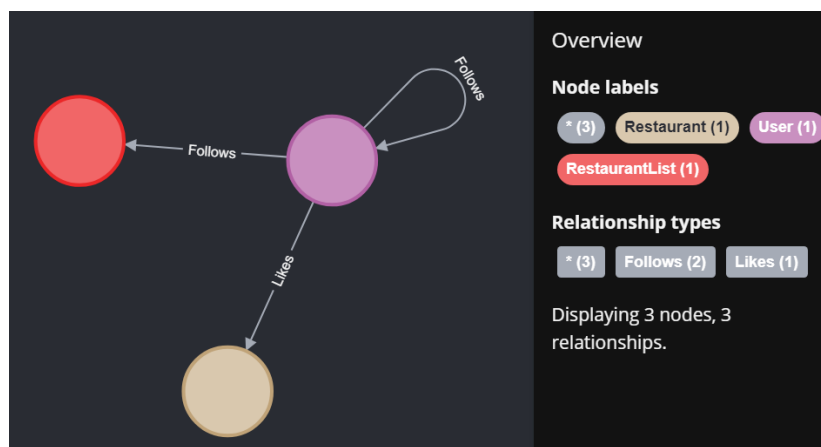 Follows
Follows
Likes
Overview
Node labels
* (3) Restaurant (1) User (1)
RestaurantList (1)
Relationship types
* (3) Follows (2) Likes (1)
Displaying 3 nodes, 3
relationships.